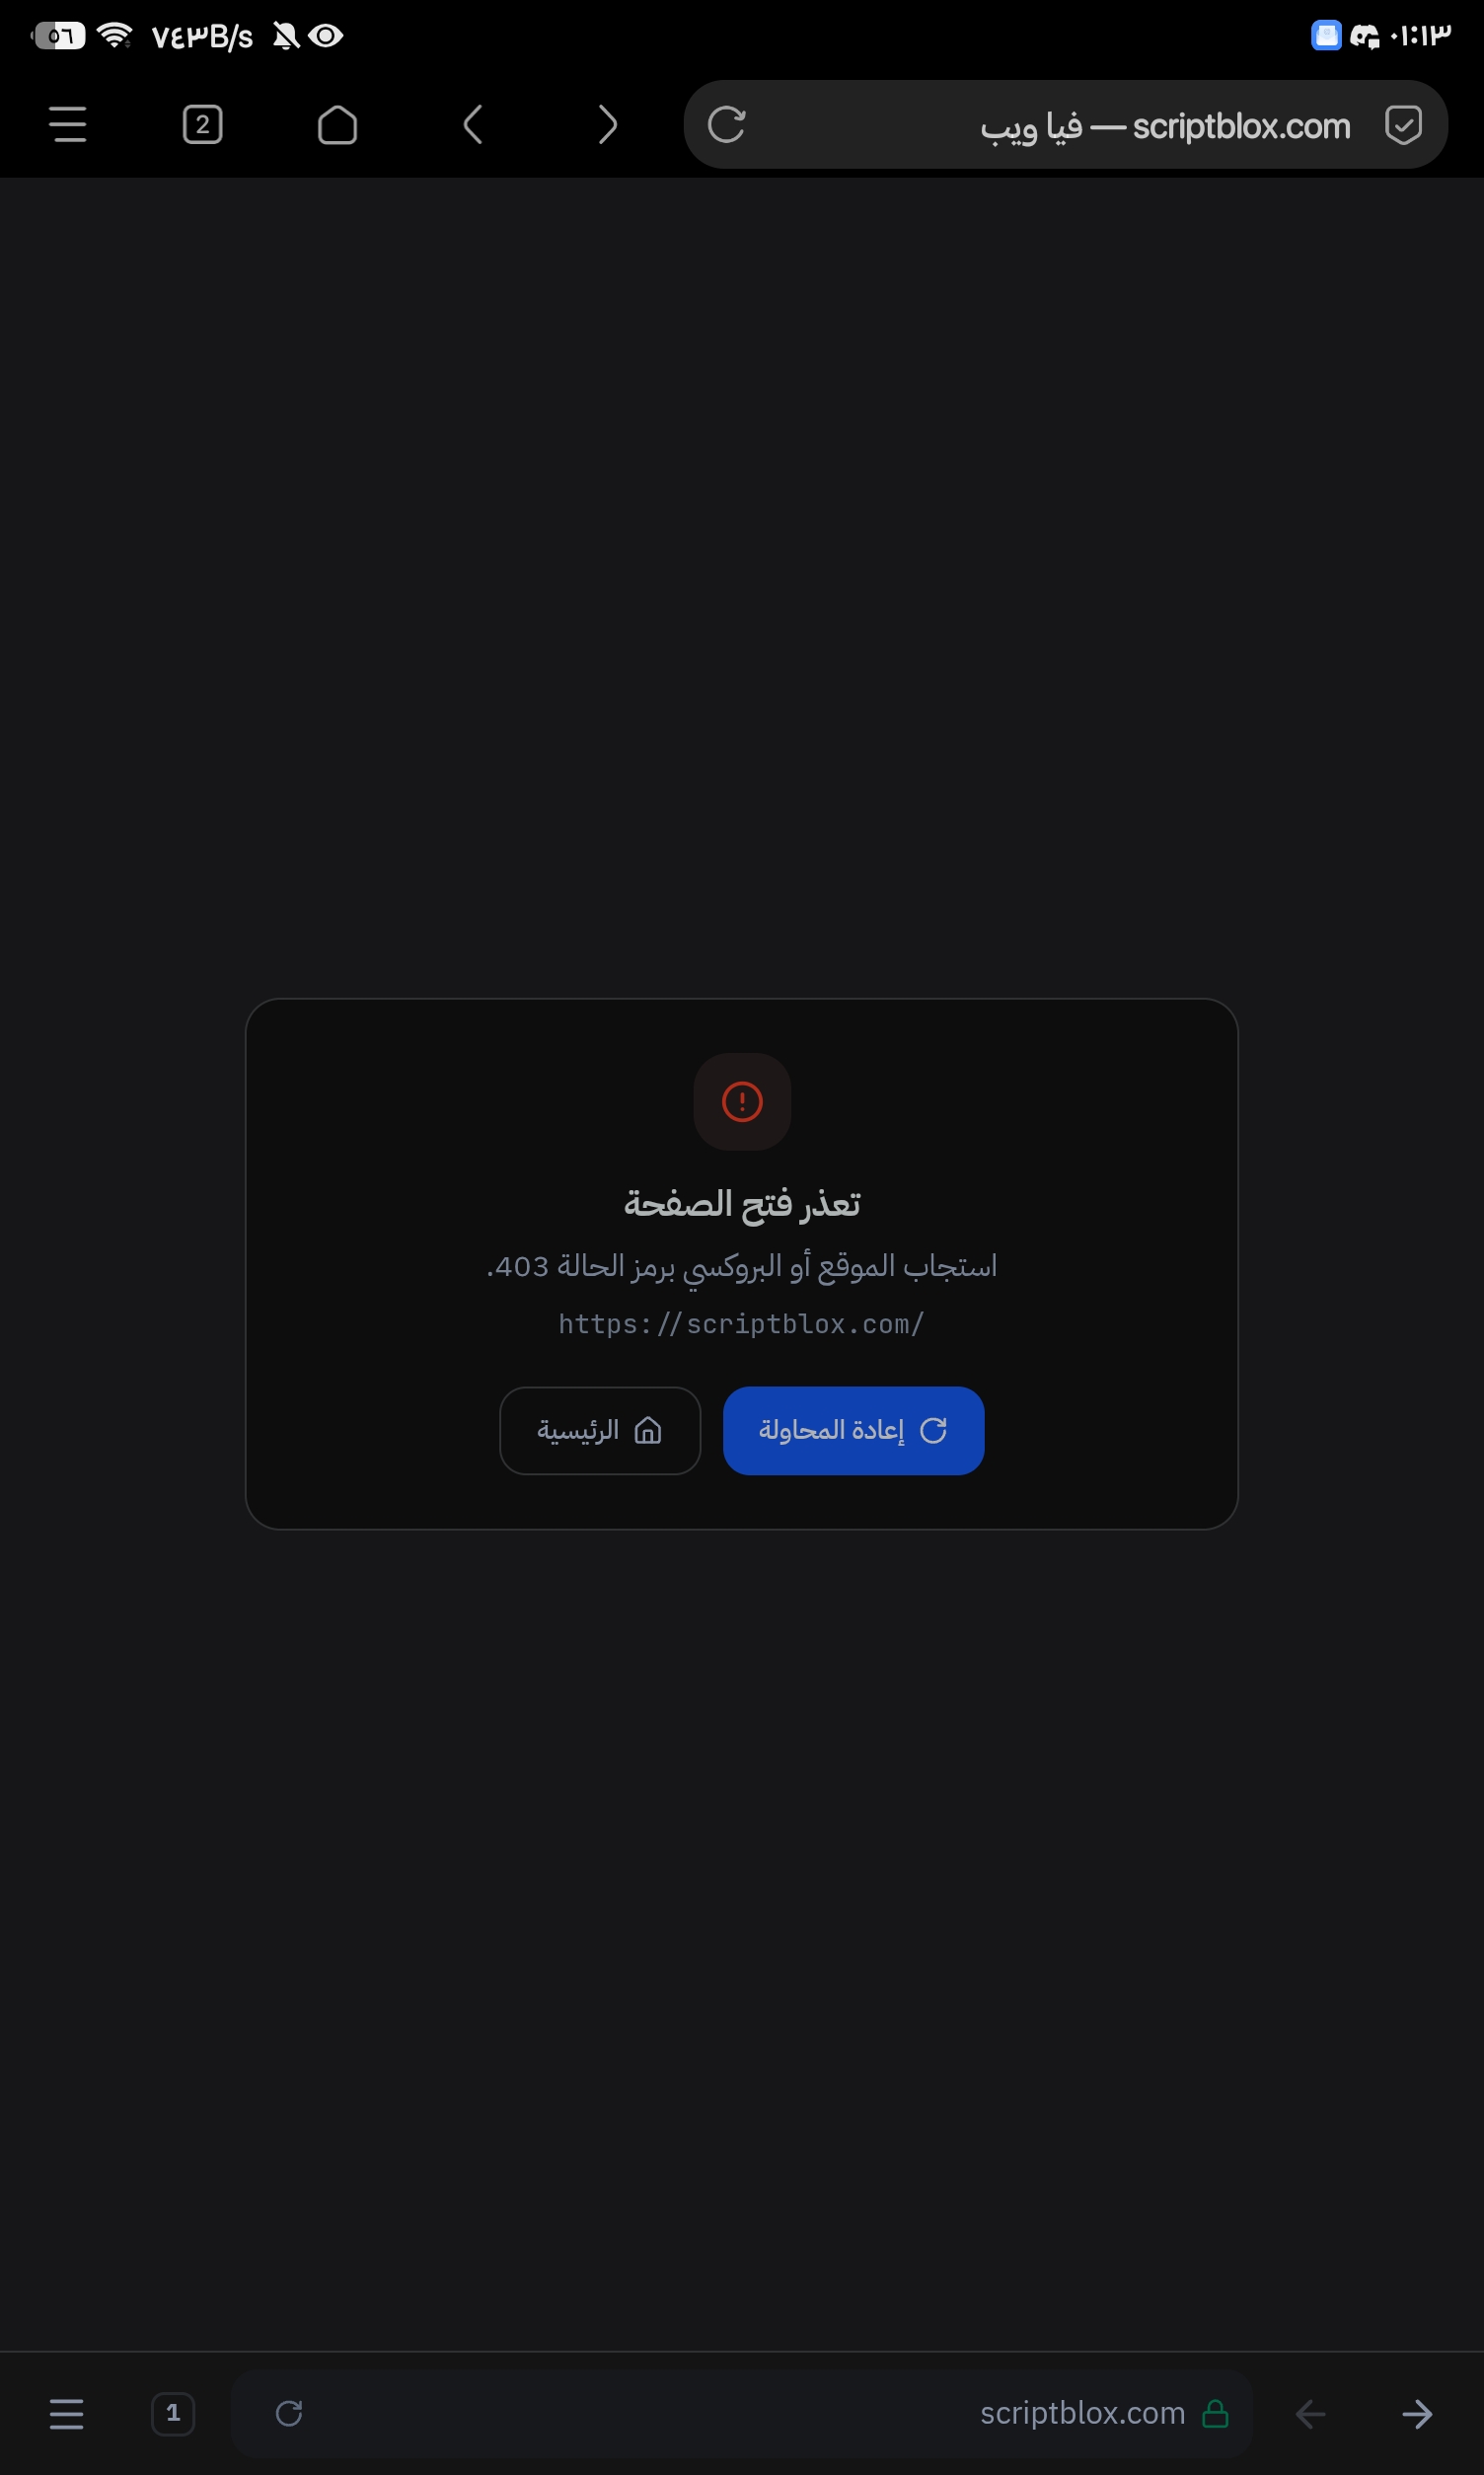 ٠١:١٣
٧٤٣B/s
٥٦
scriptblox.com — فيا ويب
2
تعذر فتح الصفحة
استجاب الموقع أو البروكسي برمز الحالة 403.
https://scriptblox.com/
إعادة المحاولة
الرئيسية
scriptblox.com
1